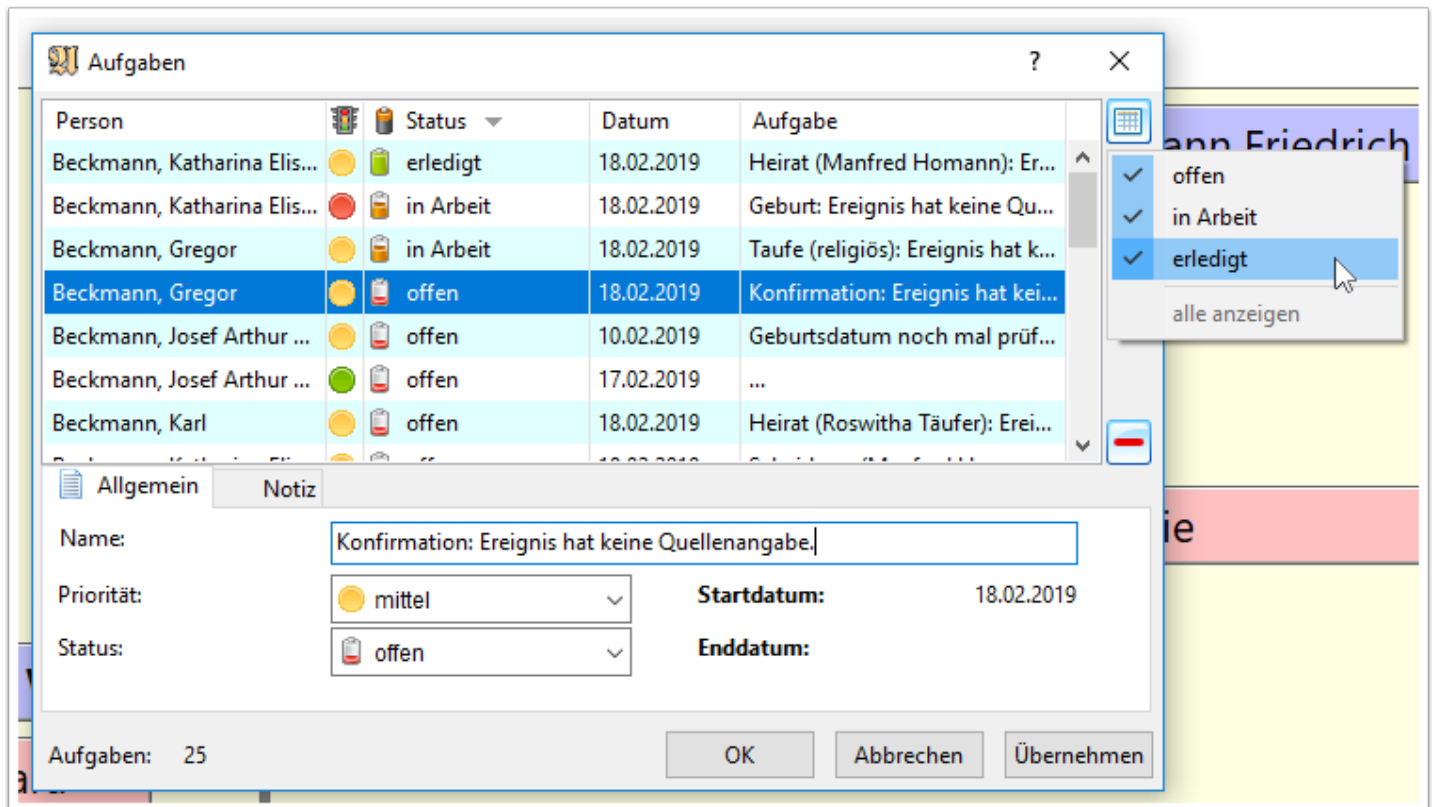 Aufgaben ?
Person Status Datum Aufgabe
ann Friedrich
Beckmann, Katharina Elis... erledigt 18.02.2019 Heirat (Manfred Homann): Er...
offen
Beckmann, Katharina Elis... in Arbeit 18.02.2019 Geburt: Ereignis hat keine Qu...
in Arbeit
Beckmann, Gregor in Arbeit 18.02.2019 Taufe (religiös): Ereignis hat k...
erledigt
Beckmann, Gregor offen 18.02.2019 Konfirmation: Ereignis hat kei...
alle anzeigen
Beckmann, Josef Arthur ... offen 10.02.2019 Geburtsdatum noch mal prüf...
Beckmann, Josef Arthur ... offen 17.02.2019 ...
Beckmann, Karl offen 18.02.2019 Heirat (Roswitha Täufer): Erei...
Allgemein Notiz
Name: Konfirmation: Ereignis hat keine Quellenangabe.
ie
Priorität: mittel Startdatum: 18.02.2019
Status: offen Enddatum:
Aufgaben: 25 OK Abbrechen Übernehmen